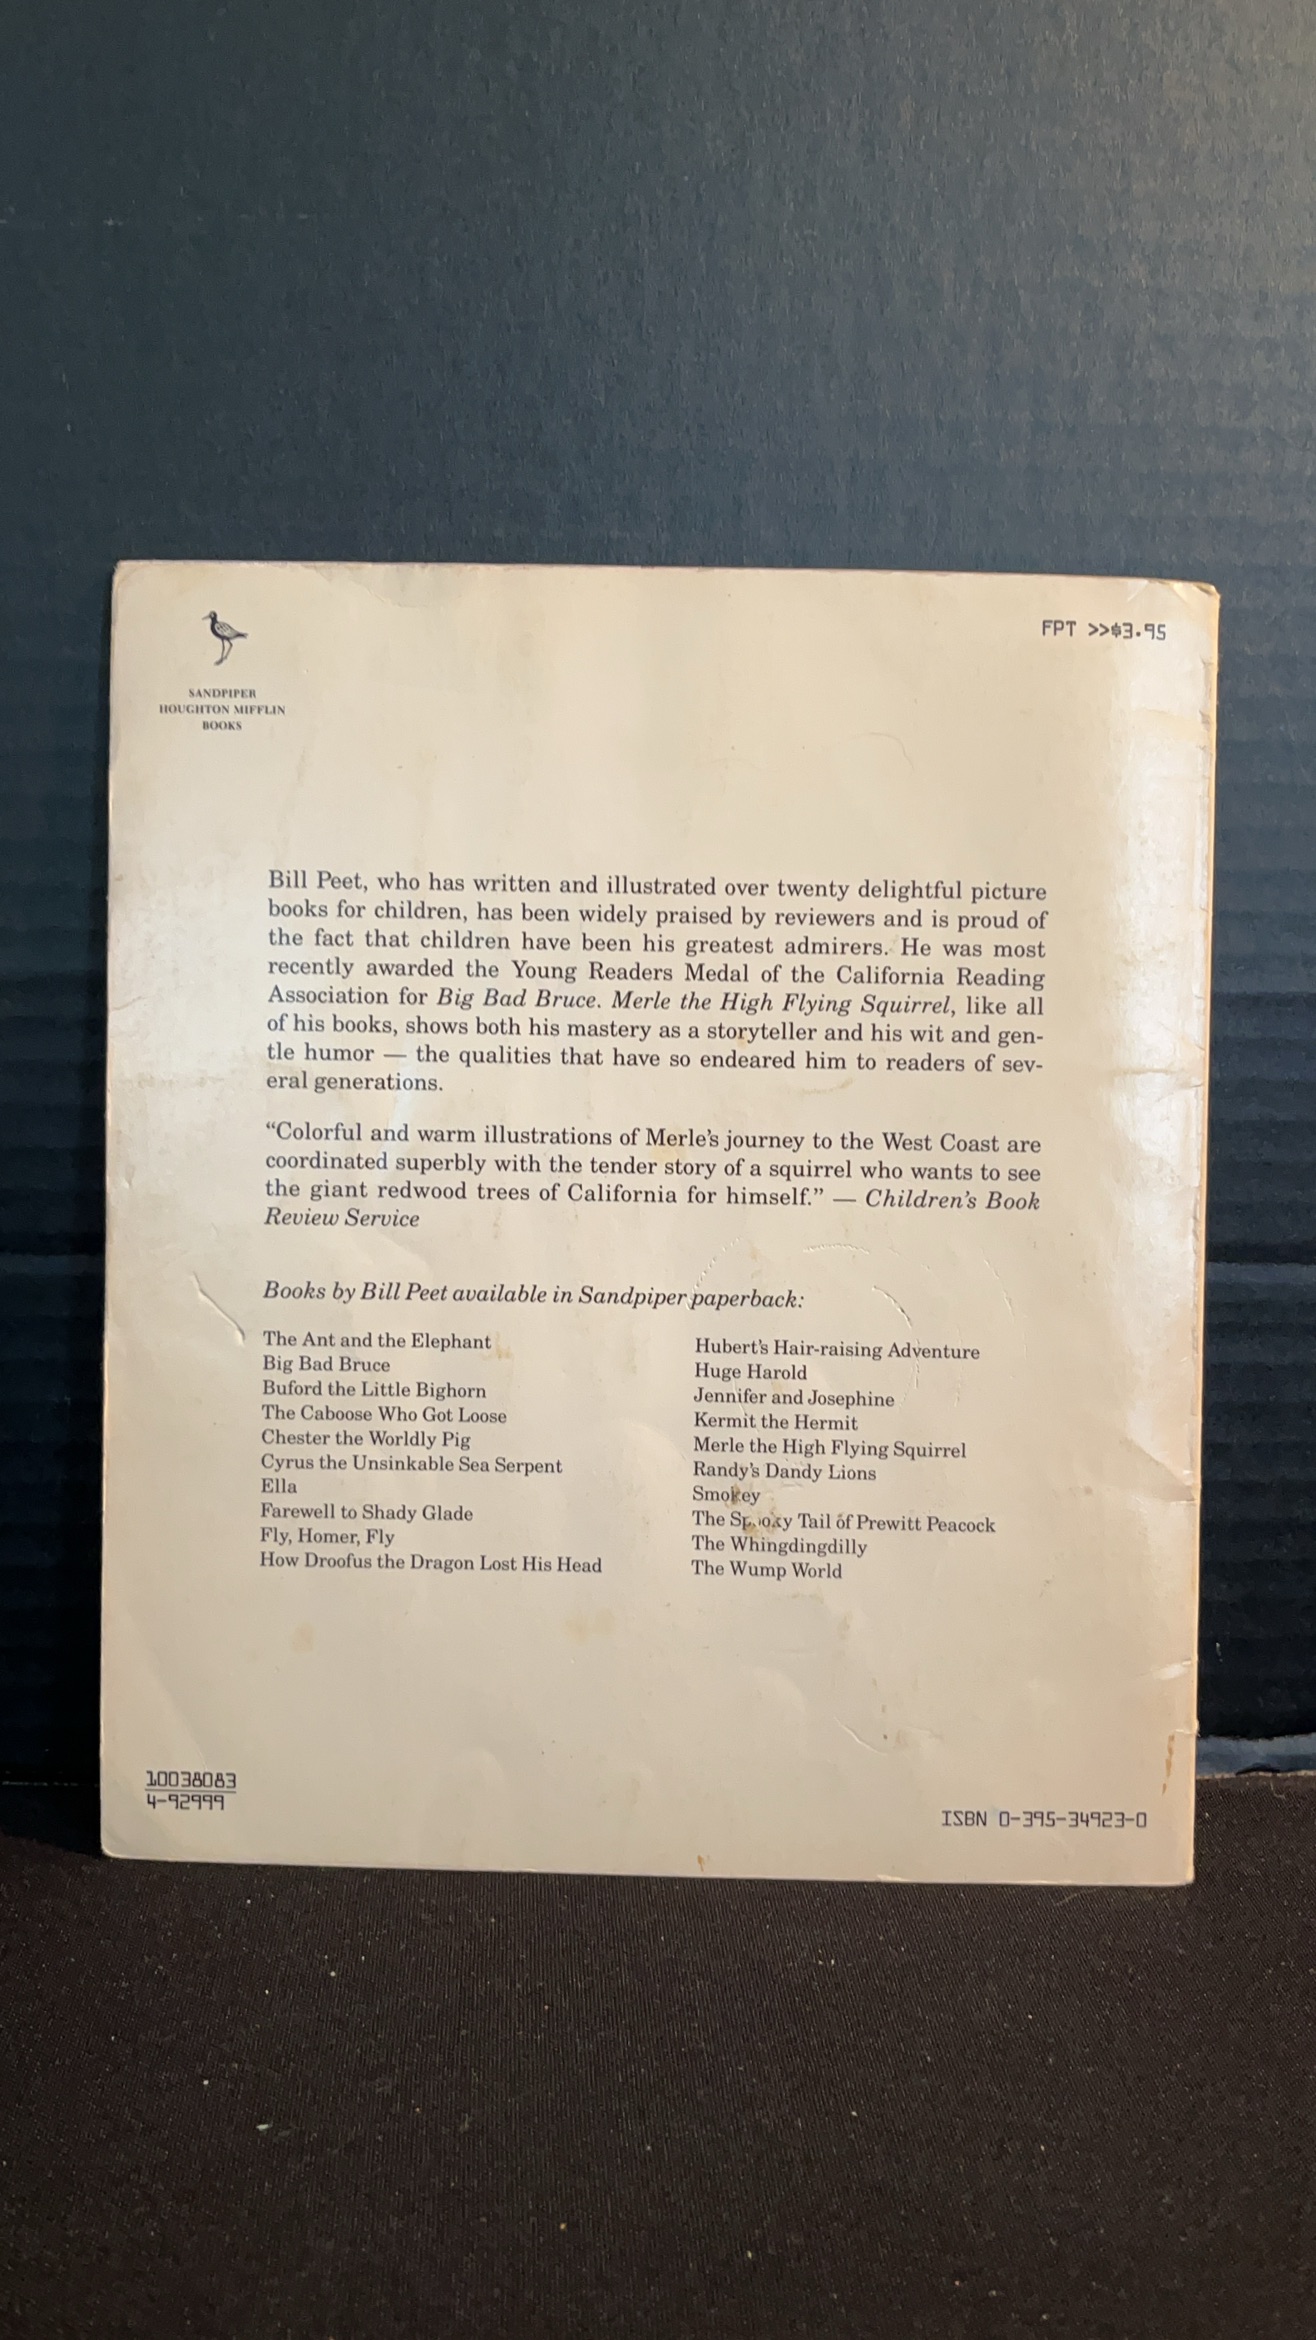 SANDPIPER
HOUGHTON MIFFLIN
BOOKS
FPT >>$3.95
Bill Peet, who has written and illustrated over twenty delightful picture
books for children, has been widely praised by reviewers and is proud of
the fact that children have been his greatest admirers. He was most
recently awarded the Young Readers Medal of the California Reading
Association for Big Bad Bruce. Merle the High Flying Squirrel, like all
of his books, shows both his mastery as a storyteller and his wit and gen-
tle humor — the qualities that have so endeared him to readers of sev-
eral generations.
“Colorful and warm illustrations of Merle’s journey to the West Coast are
coordinated superbly with the tender story of a squirrel who wants to see
the giant redwood trees of California for himself.” — Children’s Book
Review Service
Books by Bill Peet available in Sandpiper paperback:
The Ant and the Elephant
Big Bad Bruce
Buford the Little Bighorn
The Caboose Who Got Loose
Chester the Worldly Pig
Cyrus the Unsinkable Sea Serpent
Ella
Farewell to Shady Glade
Fly, Homer, Fly
How Droofus the Dragon Lost His Head
Hubert’s Hair-raising Adventure
Huge Harold
Jennifer and Josephine
Kermit the Hermit
Merle the High Flying Squirrel
Randy’s Dandy Lions
Smokey
The Spooky Tail of Prewitt Peacock
The Whingdingdilly
The Wump World
10038083
4-92999
ISBN 0-395-34923-0